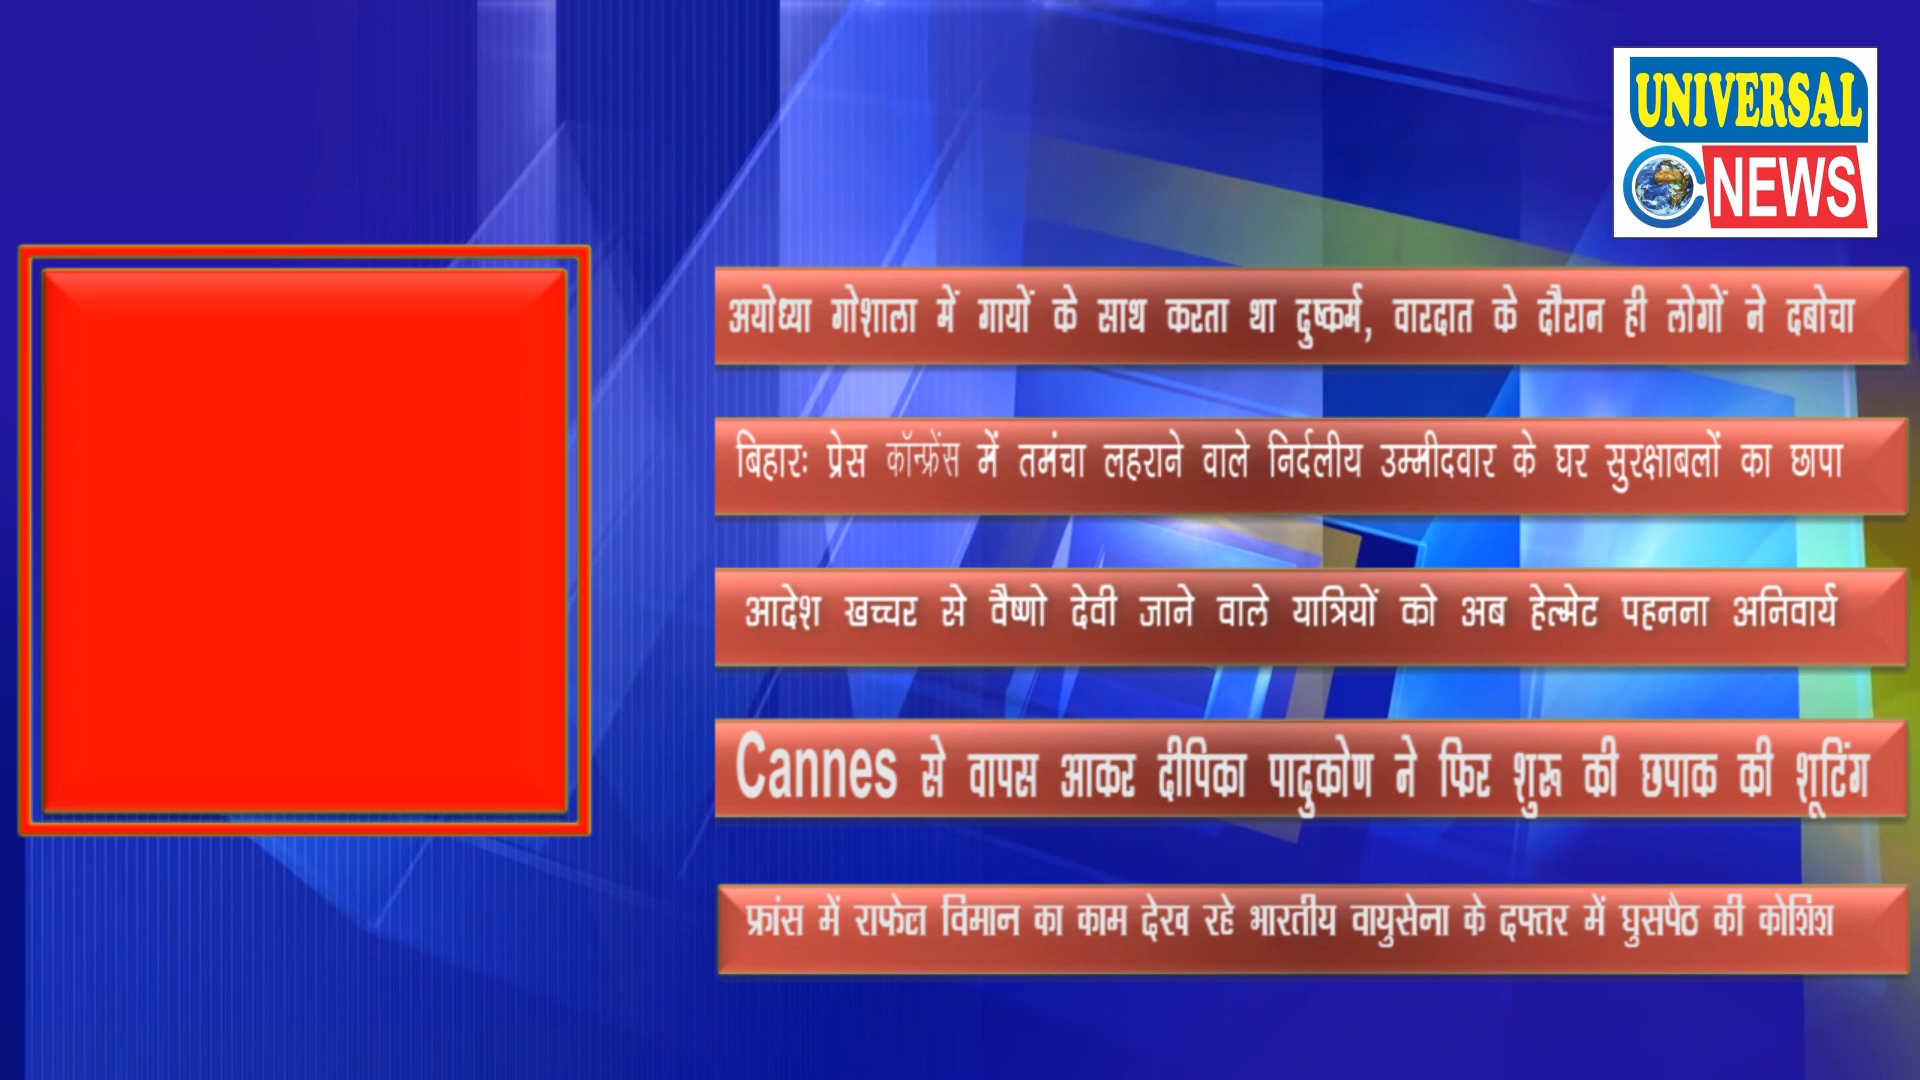 UNIVERSAL
NEWS
अयोध्या गोशाला में गायों के साथ करता था दुष्कर्म, वारदात के दौरान ही लोगों ने दबोचा
बिहारः प्रेस कॉन्फ्रेंस में तमंचा लहराने वाले निर्दलीय उम्मीदवार के घर सुरक्षाबलों का छापा
आदेश खच्चर से वैष्णो देवी जाने वाले यात्रियों को अब हेल्मेट पहनना अनिवार्य
Cannes से वापस आकर दीपिका पादुकोण ने फिर शुरू की छपाक की शूटिंग
फ्रांस में राफेल विमान का काम देख रहे भारतीय वायुसेना के दफ्तर में घुसपैठ की कोशिश